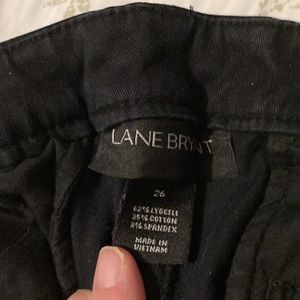 LANE BRYANT
26
62% LYOCELL
35% COTTON
3% SPANDEX
MADE IN
VIETNAM